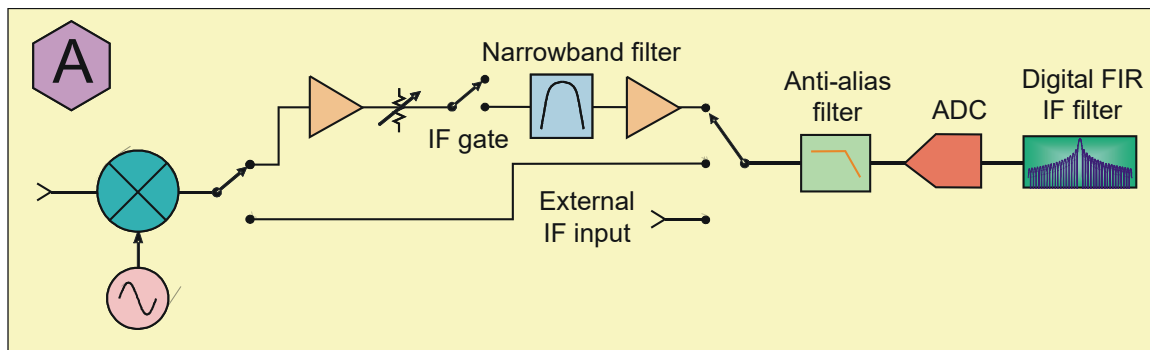 A
Narrowband filter
IF gate
Anti-alias
filter
ADC
Digital FIR
IF filter
External
IF input